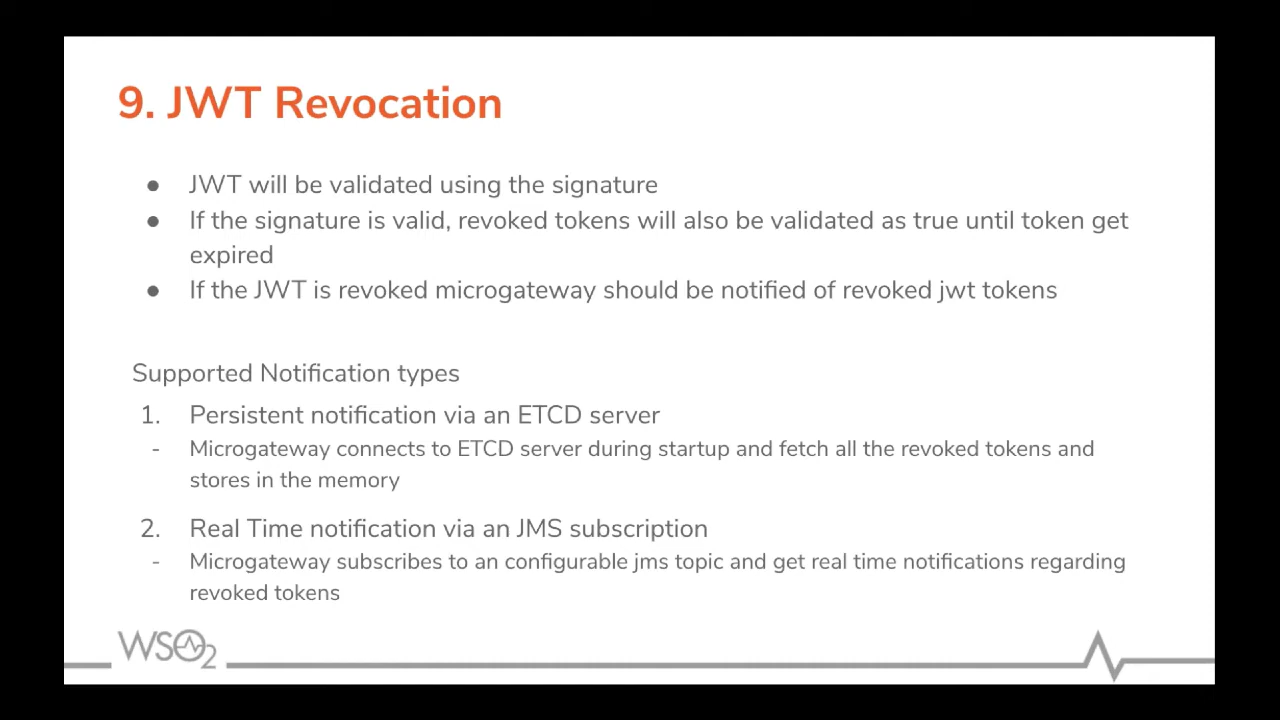 9. JWT Revocation
● JWT will be validated using the signature
● If the signature is valid, revoked tokens will also be validated as true until token get
expired
● If the JWT is revoked microgateway should be notified of revoked jwt tokens
Supported Notification types
1. Persistent notification via an ETCD server
- Microgateway connects to ETCD server during startup and fetch all the revoked tokens and
stores in the memory
2. Real Time notification via an JMS subscription
- Microgateway subscribes to an configurable jms topic and get real time notifications regarding
revoked tokens
WSO2